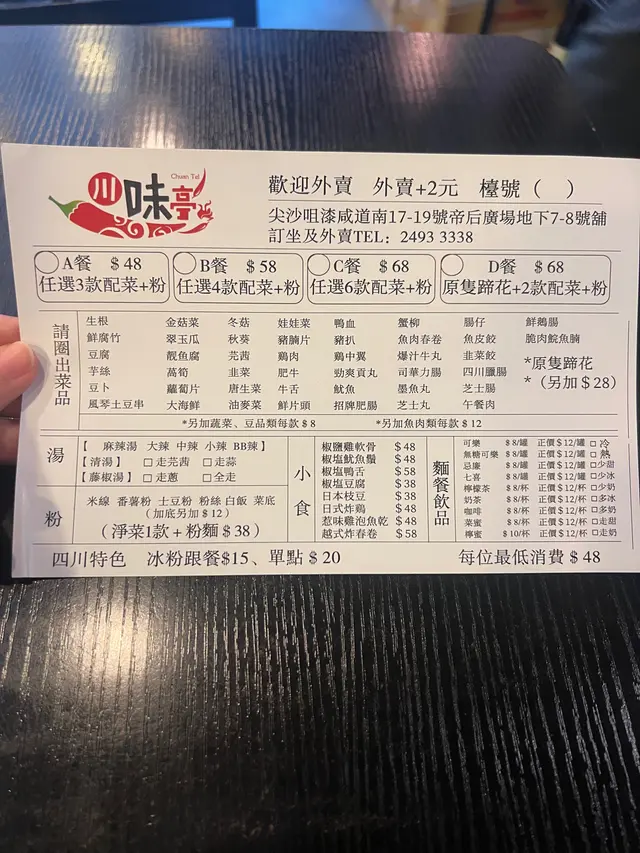 川味亭
Chuan Tei
歡迎外賣 外賣+2元 檯號（ ）
尖沙咀漆咸道南17-19號帝后廣場地下7-8號舖
訂坐及外賣TEL：2493 3338
A餐 $48
任選3款配菜+粉
B餐 $58
任選4款配菜+粉
C餐 $68
任選6款配菜+粉
D餐 $68
原隻蹄花+2款配菜+粉
請圈出菜品
生根 金菇菜 冬菇 娃娃菜 鴨血 蟹柳 腸仔 鮮鵝腸
鮮腐竹 翠玉瓜 秋葵 豬腩片 豬扒 魚肉春卷 魚皮餃 脆肉鯇魚腩
豆腐 靚魚腐 芫茜 鷄肉 鷄中翼 爆汁牛丸 韭菜餃
芋絲 萵筍 韭菜 肥牛 勁爽貢丸 司華力腸 四川臘腸
豆卜 蘿蔔片 唐生菜 牛舌 魷魚 墨魚丸 芝士腸
風琴土豆串 大海鮮 油麥菜 鮮片頭 招牌肥腸 芝士丸 午餐肉
*原隻蹄花
*（另加$28）
*另加蔬菜、豆品類每款$8 *另加魚肉類每款$12
湯
【 麻辣湯 大辣 中辣 小辣 BB辣】
【清湯】 □走芫茜 □走蒜
【藤椒湯】 □走蔥 □全走
粉
米線 番薯粉 土豆粉 粉絲 白飯 菜底
（加底另加$12）
（淨菜1款+粉麵$38）
小食
椒鹽鷄軟骨 $48
椒塩魷魚鬚 $48
椒塩鴨舌 $58
椒塩豆腐 $38
日本枝豆 $38
日式炸鷄 $48
惹味雞泡魚乾 $48
越式炸春卷 $58
麵餐飲品
可樂 $8/罐 正價$12/罐 □冷
無糖可樂 $8/罐 正價$12/罐 □熱
忌廉 $8/罐 正價$12/罐 □少甜
七喜 $8/罐 正價$12/罐 □少冰
檸檬茶 $8/杯 正價$12/杯 □少奶
奶茶 $8/杯 正價$12/杯 □多冰
咖啡 $8/杯 正價$12/杯 □多奶
菜蜜 $8/杯 正價$12/杯 □走甜
檸蜜 $10/杯 正價$12/杯 □走奶
四川特色 冰粉跟餐$15、單點$20 每位最低消費$48